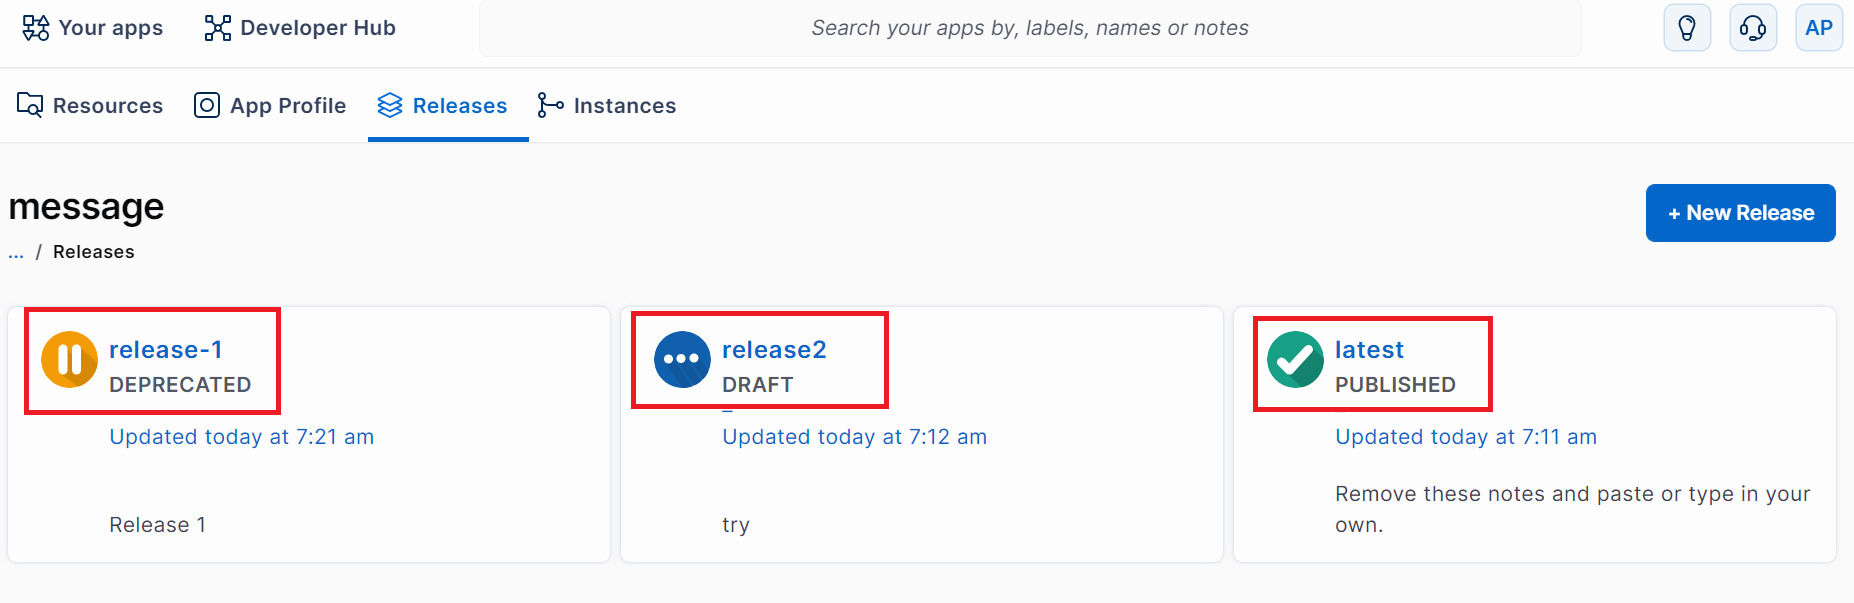 Your apps
Developer Hub
Search your apps by, labels, names or notes
AP
Resources
App Profile
Releases
Instances
message
+ New Release
... / Releases
release-1
DEPRECATED
Updated today at 7:21 am
Release 1
release2
DRAFT
Updated today at 7:12 am
try
latest
PUBLISHED
Updated today at 7:11 am
Remove these notes and paste or type in your
own.